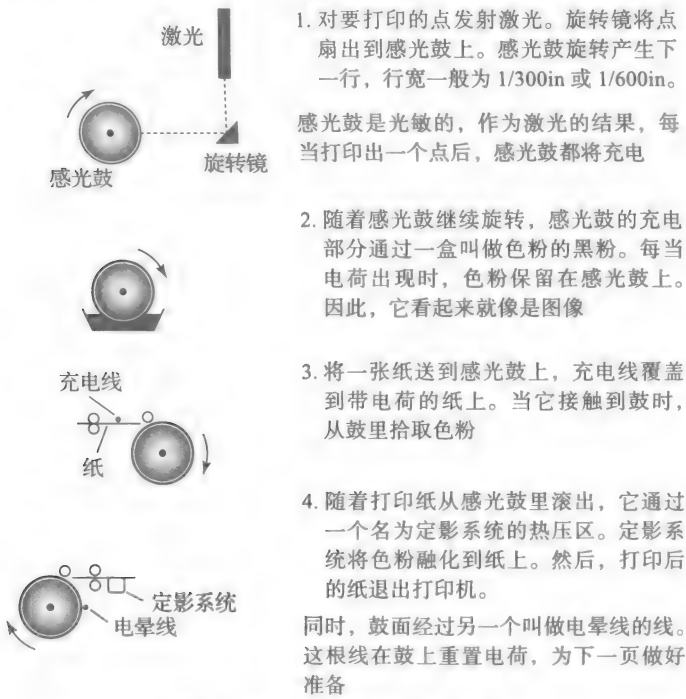 激光
旋转镜
感光鼓
1. 对要打印的点发射激光。旋转镜将点
扇出到感光鼓上。感光鼓旋转产生下
一行，行宽一般为 1/300in 或 1/600in。
感光鼓是光敏的，作为激光的结果，每
当打印出一个点后，感光鼓都将充电
2. 随着感光鼓继续旋转，感光鼓的充电
部分通过一盒叫做色粉的黑粉。每当
电荷出现时，色粉保留在感光鼓上。
因此，它看起来就像是图像
充电线
纸
3. 将一张纸送到感光鼓上，充电线覆盖
到带电荷的纸上。当它接触到鼓时，
从鼓里拾取色粉
定影系统
电晕线
4. 随着打印纸从感光鼓里滚出，它通过
一个名为定影系统的热压区。定影系
统将色粉融化到纸上。然后，打印后
的纸退出打印机。
同时，鼓面经过另一个叫做电晕线的线。
这根线在鼓上重置电荷，为下一页做好
准备